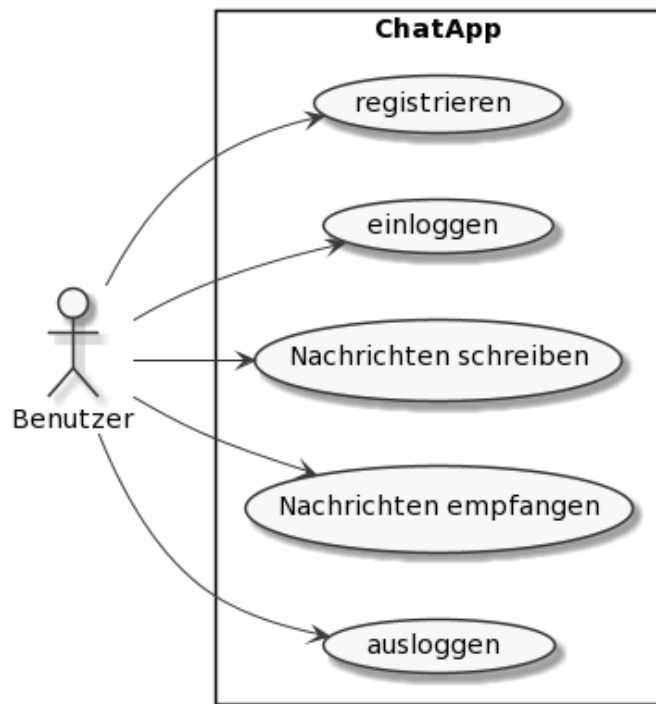 ChatApp
registrieren
einloggen
Nachrichten schreiben
Benutzer
Nachrichten empfangen
ausloggen